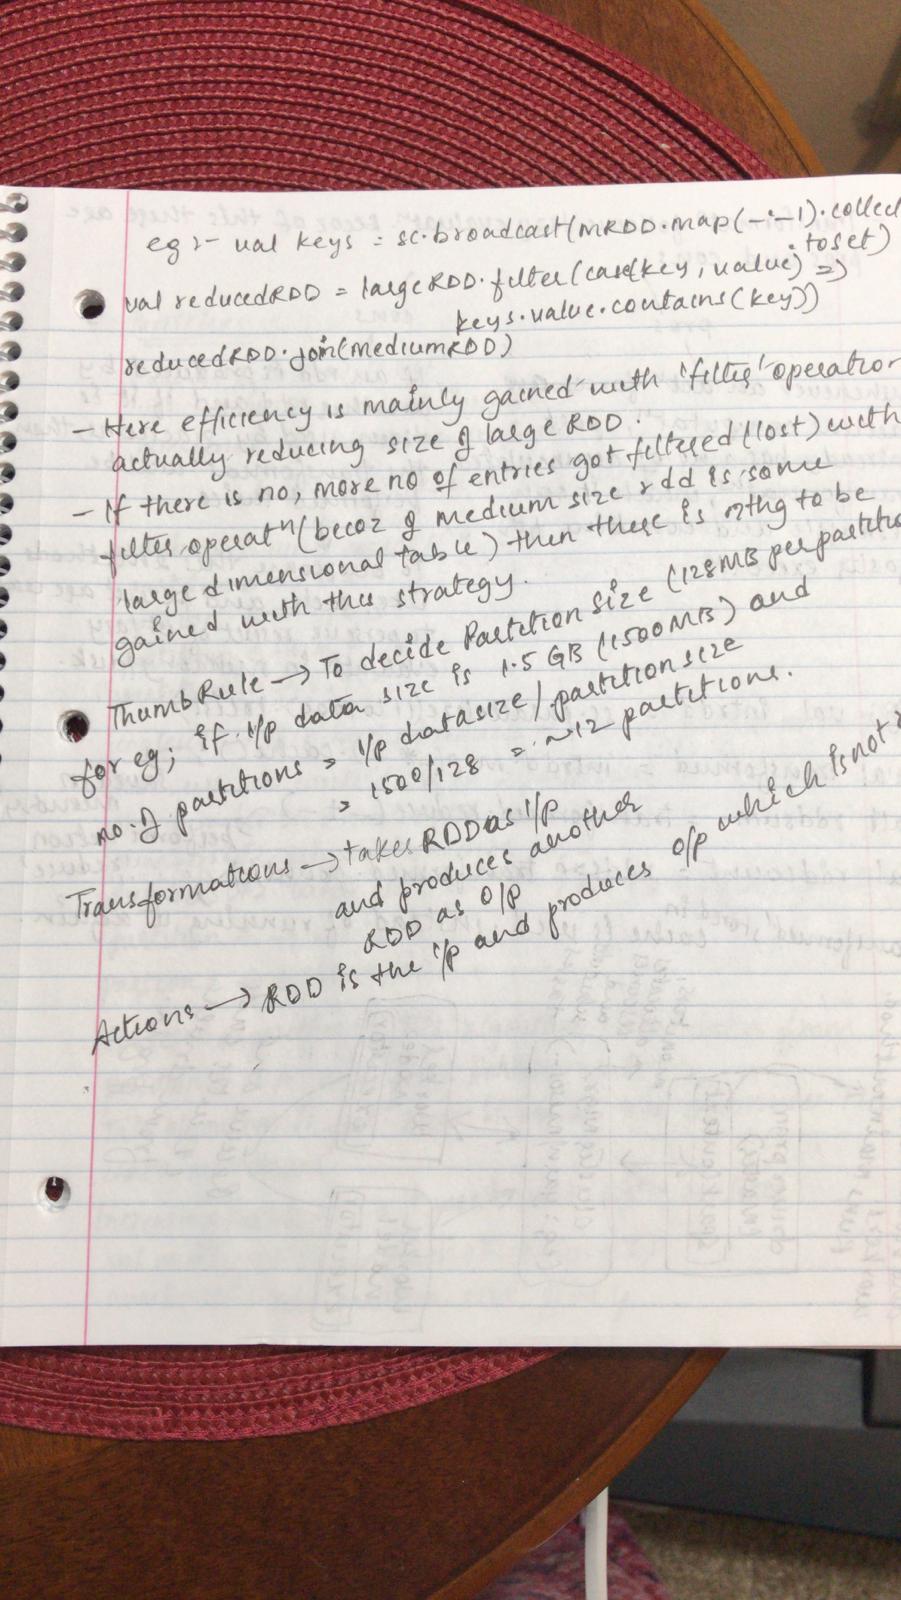 eg :- val keys = sc.broadcast(MRDD.map(-.-1).collec
.toset)
val reducedRDD = largeRDD.filter(case(key, value) =>
keys.value.contains(key))
reducedRDD.join(mediumRDD)
- Here efficiency is mainly gained with 'filter' operation
actually reducing size of large RDD.
- If there is no, more no of entries got filtered (lost) with
filter operatⁿ (becoz of medium size rdd is some
large dimensional table) then there is nthg to be
gained with this strategy.
ThumbRule → To decide Partition size (128MB per partitio
for eg; if i/p data size is 1.5 GB (1500MB) and
no. of partitions = i/p datasize / partition size
= 1500/128 = ~12 partitions.
Transformations → takes RDD as i/p
and produces another
RDD as o/p
Actions → RDD is the i/p and produces o/p which is not